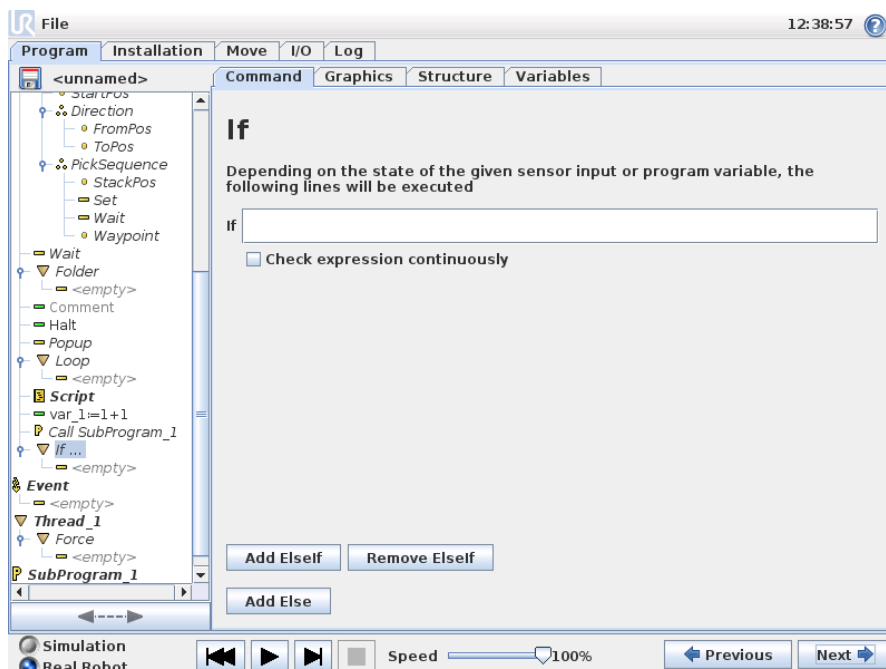 UR File 12:38:57 ?
Program Installation Move I/O Log
<unnamed>
Command Graphics Structure Variables
StartPos
Direction
FromPos
ToPos
PickSequence
StackPos
Set
Wait
Waypoint
Wait
Folder
<empty>
Comment
Halt
Popup
Loop
<empty>
Script
var_1:=1+1
P Call SubProgram_1
If ...
<empty>
Event
<empty>
Thread_1
Force
<empty>
P SubProgram_1
If
Depending on the state of the given sensor input or program variable, the
following lines will be executed
If
Check expression continuously
Add ElseIf Remove ElseIf
Add Else
Simulation
Real Robot
Speed 100%
Previous Next